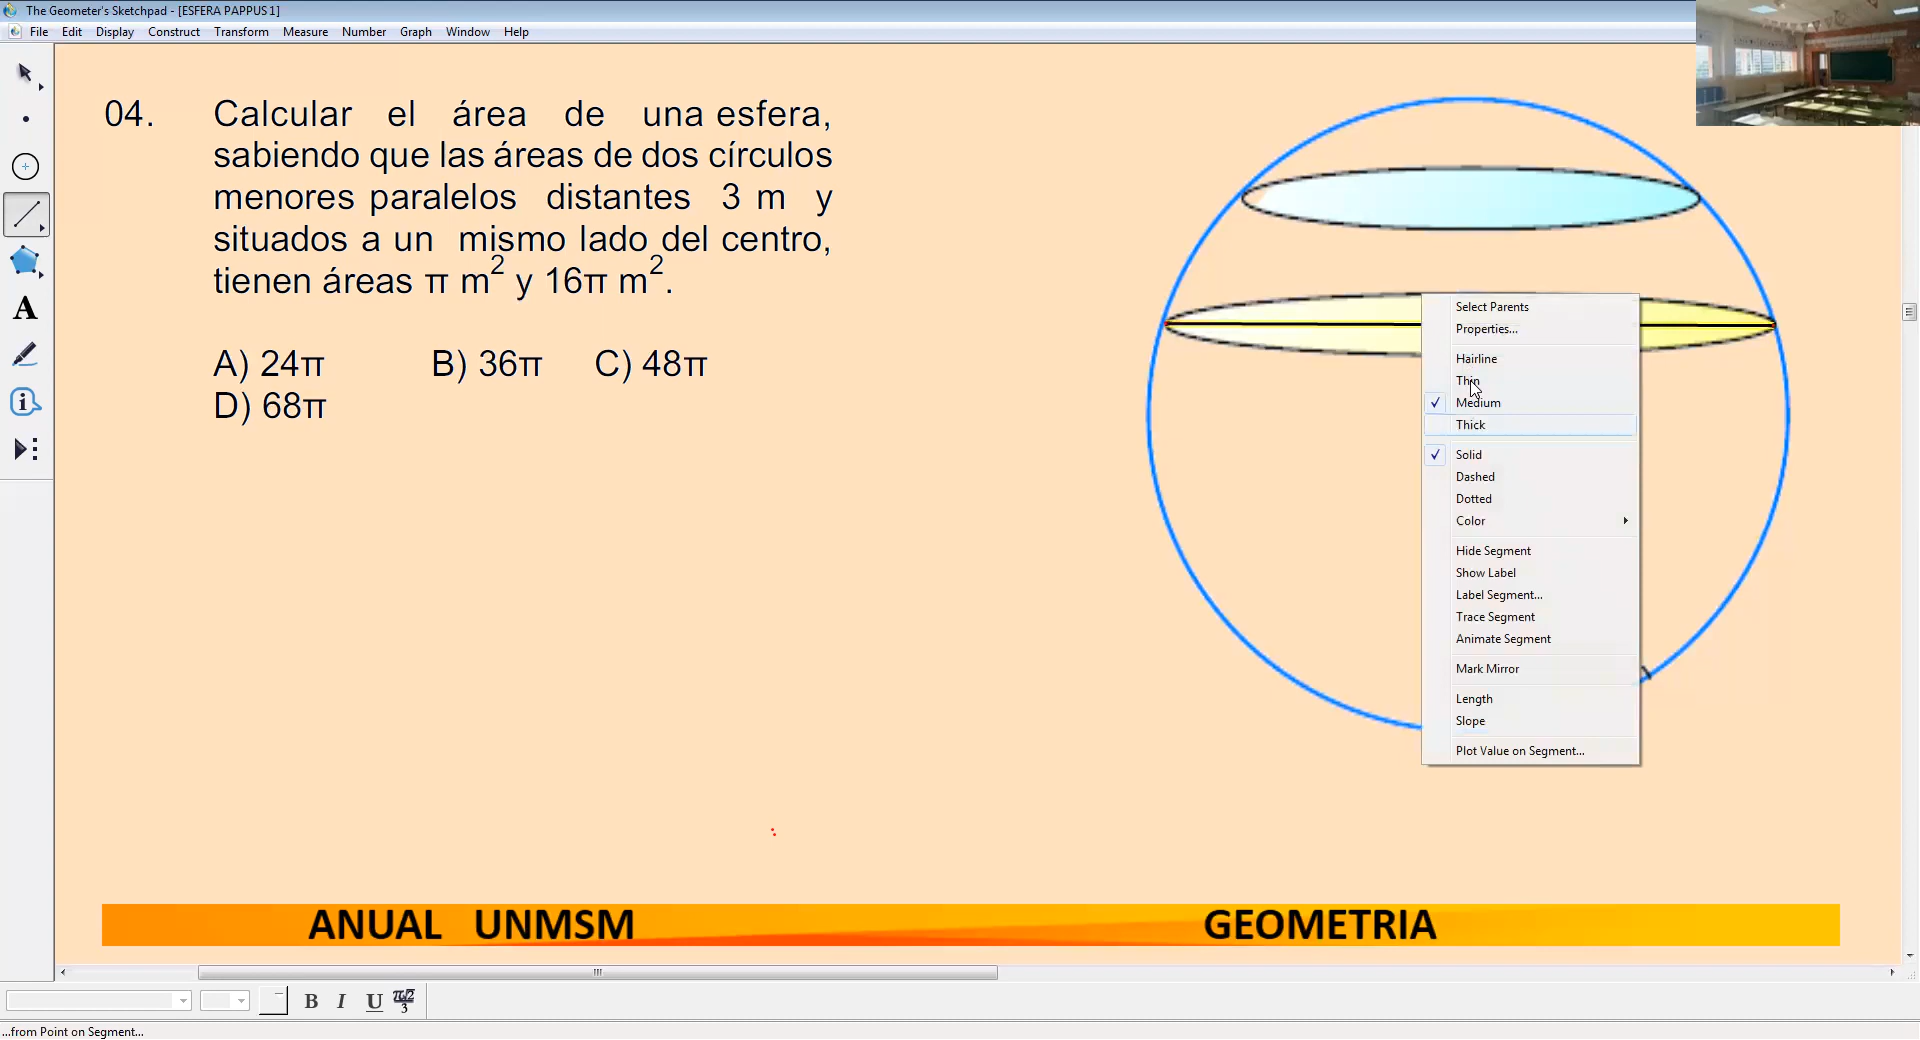 The Geometer's Sketchpad - [ESFERA PAPPUS 1]
File Edit Display Construct Transform Measure Number Graph Window Help
04. Calcular el área de una esfera,
sabiendo que las áreas de dos círculos
menores paralelos distantes 3 m y
situados a un mismo lado del centro,
tienen áreas π m² y 16π m².
A) 24π B) 36π C) 48π
D) 68π
Select Parents
Properties...
Hairline
Thin
Medium
Thick
Solid
Dashed
Dotted
Color
Hide Segment
Show Label
Label Segment...
Trace Segment
Animate Segment
Mark Mirror
Length
Slope
Plot Value on Segment...
A
ANUAL UNMSM GEOMETRIA
B I U π√2/3
...from Point on Segment...